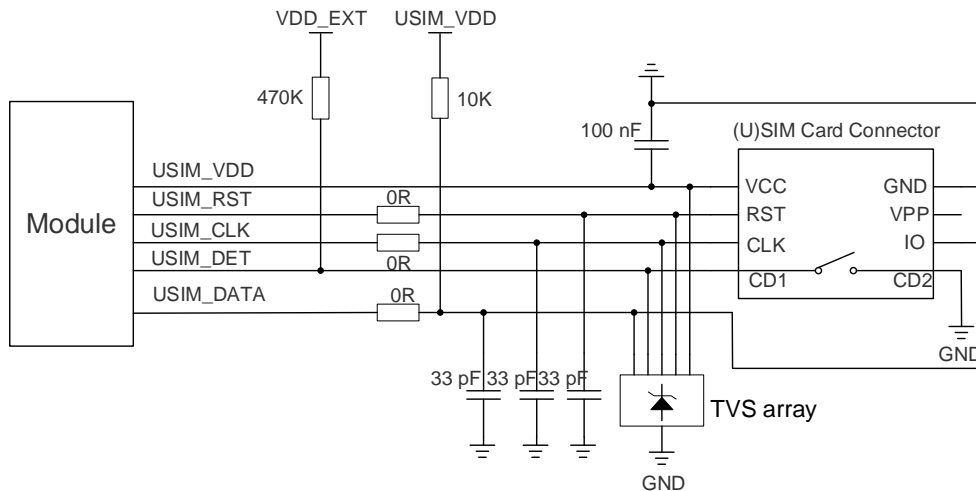 VDD_EXT USIM_VDD
470K 10K
100 nF (U)SIM Card Connector
USIM_VDD
VCC GND
USIM_RST
0R
RST VPP
Module
USIM_CLK
CLK IO
USIM_DET
0R
CD1 CD2
USIM_DATA
0R
GND
33 pF 33 pF 33 pF
TVS array
GND